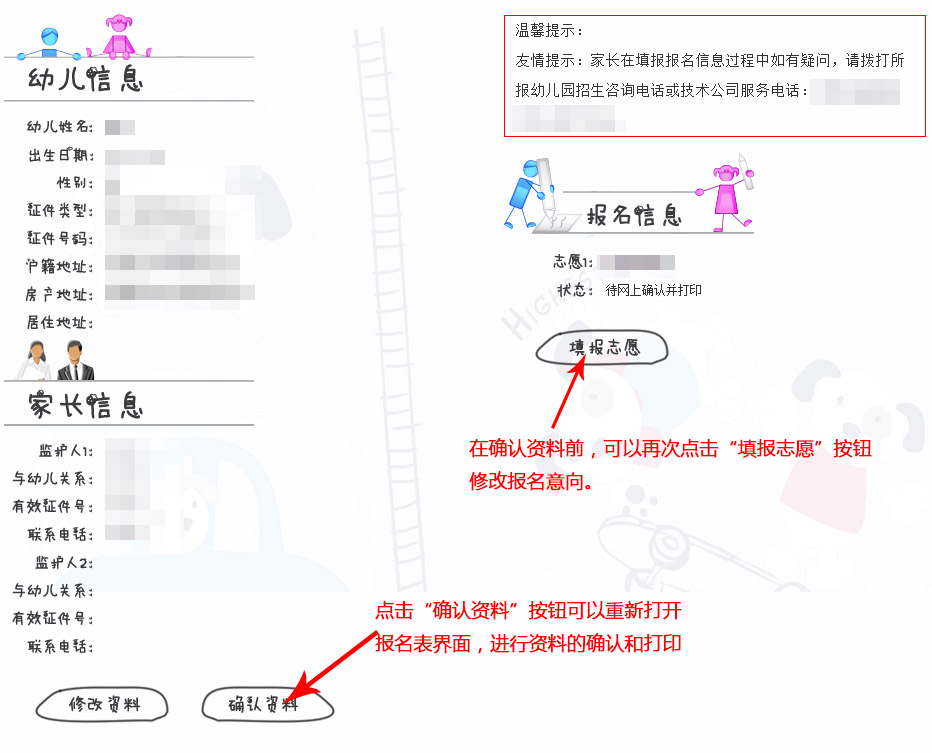 幼儿信息
幼儿姓名:
出生日期:
性别:
证件类型:
证件号码:
户籍地址:
房产地址:
居住地址:
家长信息
监护人1:
与幼儿关系:
有效证件号:
联系电话:
监护人2:
与幼儿关系:
有效证件号:
联系电话:
修改资料
确认资料
温馨提示：
友情提示：家长在填报报名信息过程中如有疑问，请拨打所
报幼儿园招生咨询电话或技术公司服务电话：
报名信息
志愿1:
状态: 待网上确认并打印
HIGHEST
填报志愿
在确认资料前，可以再次点击“填报志愿”按钮
修改报名意向。
点击“确认资料”按钮可以重新打开
报名表界面，进行资料的确认和打印